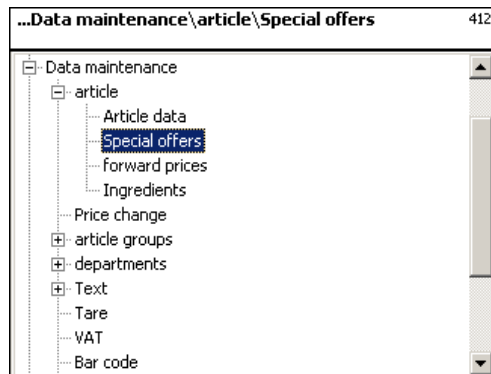 ...Data maintenance\article\Special offers 412
Data maintenance
article
Article data
Special offers
forward prices
Ingredients
Price change
article groups
departments
Text
Tare
VAT
Bar code